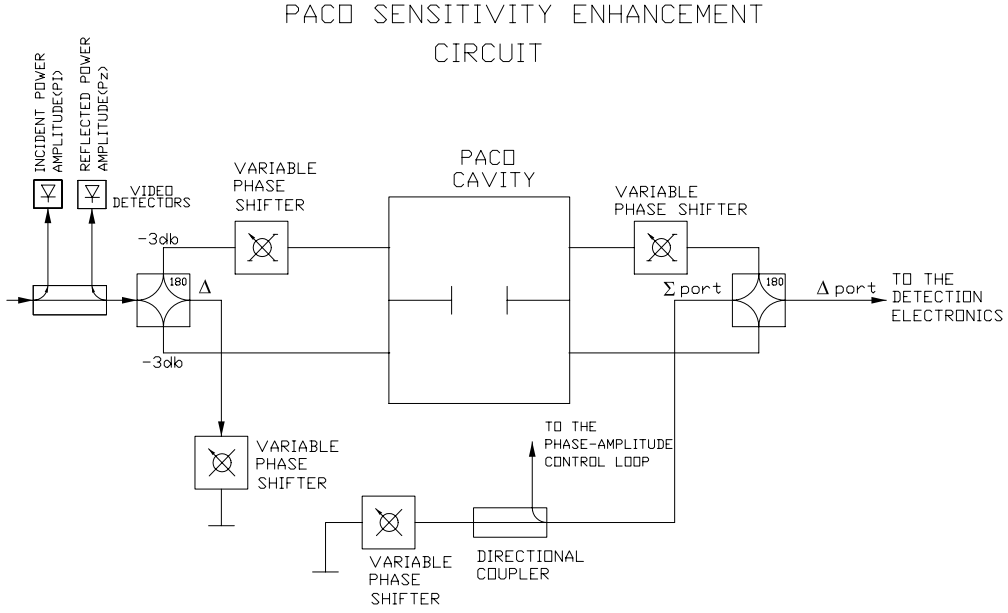 PACO SENSITIVITY ENHANCEMENT
CIRCUIT
INCIDENT POWER
AMPLITUDE(PI)
REFLECTED POWER
AMPLITUDE(Pz)
VIDEO
DETECTORS
VARIABLE
PHASE
SHIFTER
PACO
CAVITY
VARIABLE
PHASE SHIFTER
-3db
180
Δ
-3db
Σ port
180
Δ port
TO THE
DETECTION
ELECTRONICS
VARIABLE
PHASE
SHIFTER
TO THE
PHASE-AMPLITUDE
CONTROL LOOP
DIRECTIONAL
COUPLER
VARIABLE
PHASE
SHIFTER